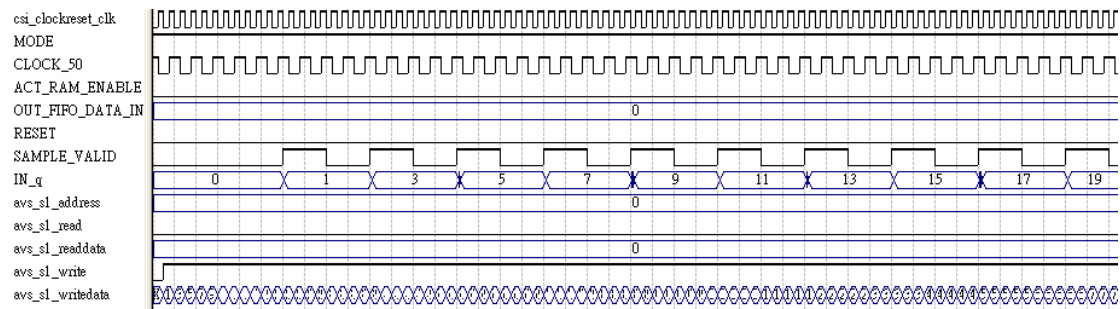 csi_clockreset_clk
MODE
CLOCK_50
ACT_RAM_ENABLE
OUT_FIFO_DATA_IN 0
RESET
SAMPLE_VALID
IN_q 0 1 3 5 7 9 11 13 15 17 19
avs_s1_address 0
avs_s1_read
avs_s1_readdata 0
avs_s1_write
avs_s1_writedata